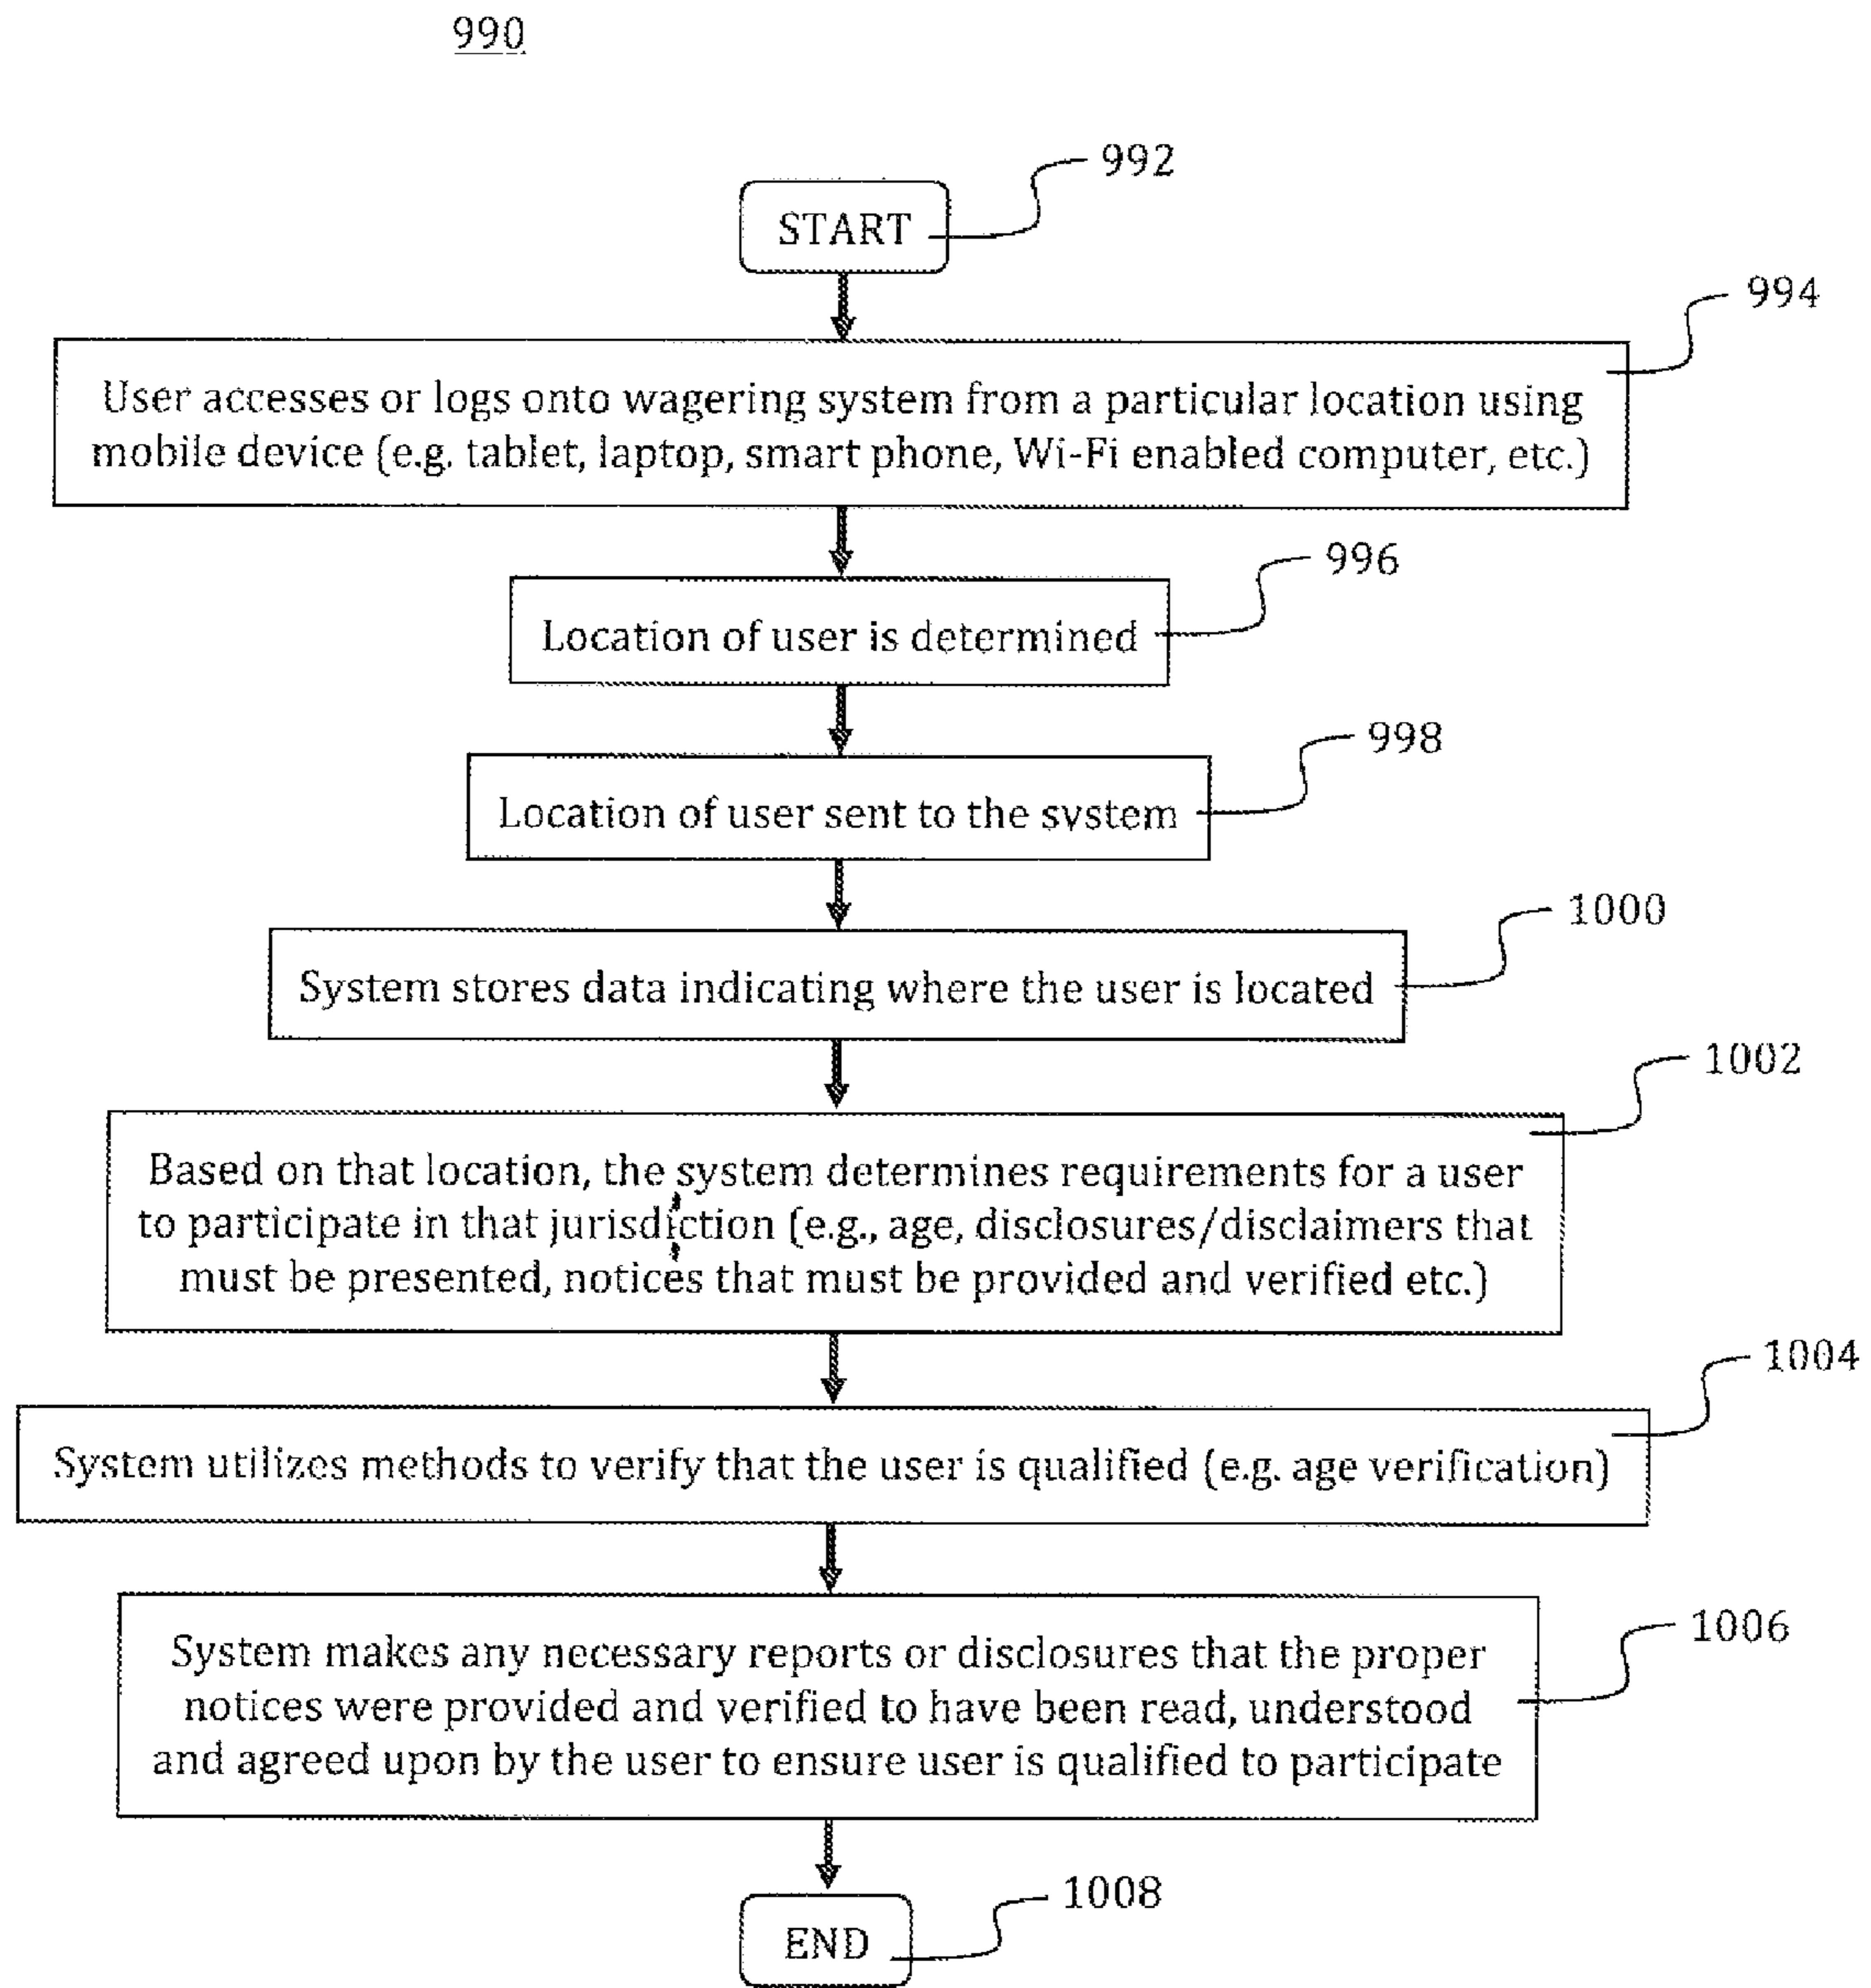 990
992
START
994
User accesses or logs onto wagering system from a particular location using
mobile device (e.g. tablet, laptop, smart phone, Wi-Fi enabled computer, etc.)
996
Location of user is determined
998
Location of user sent to the system
1000
System stores data indicating where the user is located
1002
Based on that location, the system determines requirements for a user
to participate in that jurisdiction (e.g., age, disclosures/disclaimers that
must be presented, notices that must be provided and verified etc.)
1004
System utilizes methods to verify that the user is qualified (e.g. age verification)
1006
System makes any necessary reports or disclosures that the proper
notices were provided and verified to have been read, understood
and agreed upon by the user to ensure user is qualified to participate
1008
END